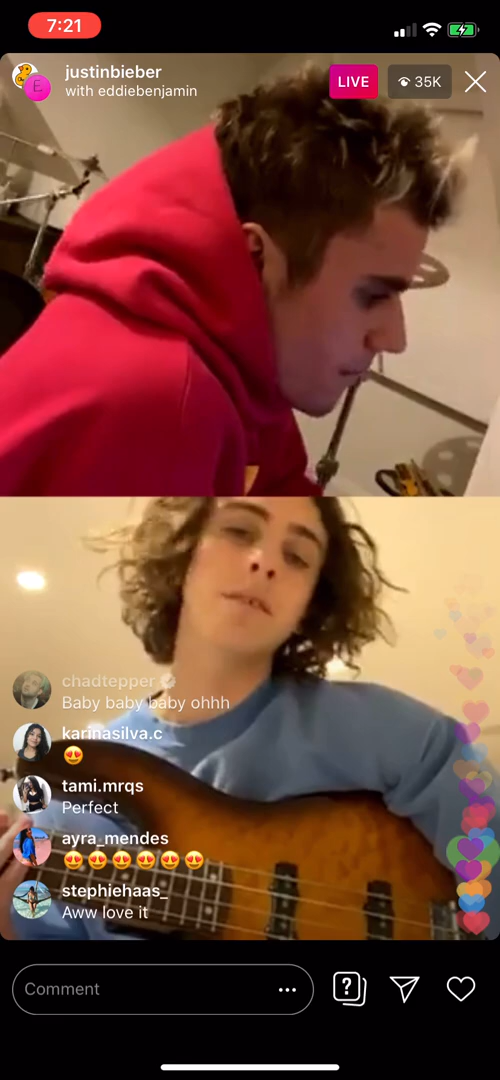 7:21
justinbieber
with eddiebenjamin
E
LIVE
35K
chadtepper
Baby baby baby ohhh
karinasilva.c
😍
tami.mrqs
Perfect
ayra_mendes
😍😍😍😍😍😍
stephiehaas_
Aww love it
Comment
?